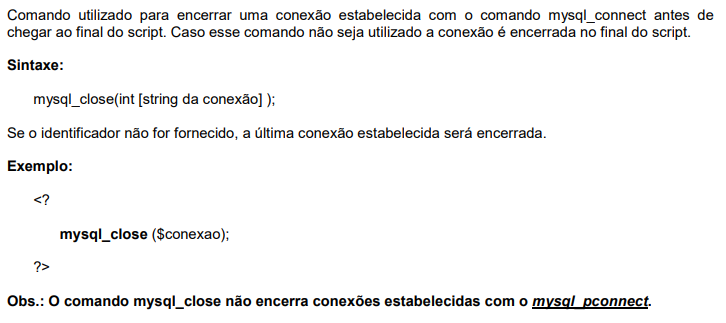 Comando utilizado para encerrar uma conexão estabelecida com o comando mysql_connect antes de
chegar ao final do script. Caso esse comando não seja utilizado a conexão é encerrada no final do script.
Sintaxe:
mysql_close(int [string da conexão] );
Se o identificador não for fornecido, a última conexão estabelecida será encerrada.
Exemplo:
<?
mysql_close ($conexao);
?>
Obs.: O comando mysql_close não encerra conexões estabelecidas com o mysql_pconnect.